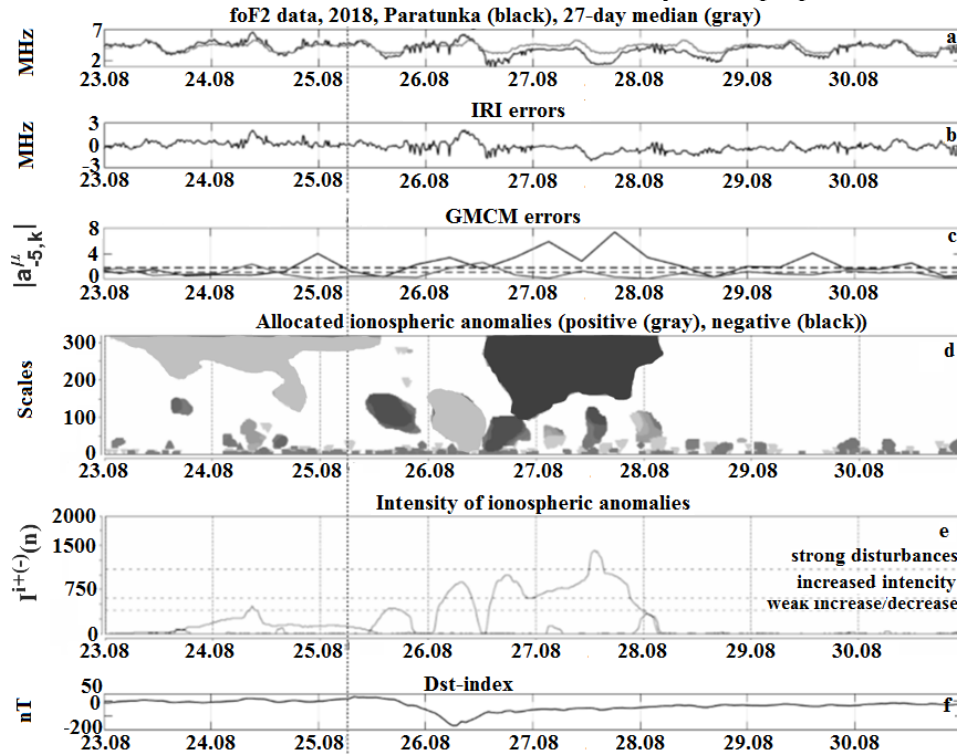 foF2 data, 2018, Paratunka (black), 27-day median (gray)
MHz
7
2
a
23.08 24.08 25.08 26.08 27.08 28.08 29.08 30.08
IRI errors
MHz
3
0
-3
b
23.08 24.08 25.08 26.08 27.08 28.08 29.08 30.08
GMCM errors
|a^μ_-5,k|
8
4
0
c
23.08 24.08 25.08 26.08 27.08 28.08 29.08 30.08
Allocated ionospheric anomalies (positive (gray), negative (black))
Scales
300
200
100
0
d
23.08 24.08 25.08 26.08 27.08 28.08 29.08 30.08
Intensity of ionospheric anomalies
I^i+(-)(n)
2000
1500
750
0
e
strong disturbances
increased intencity
weaк increase/decrease
23.08 24.08 25.08 26.08 27.08 28.08 29.08 30.08
Dst-index
nT
50
0
-200
f
23.08 24.08 25.08 26.08 27.08 28.08 29.08 30.08